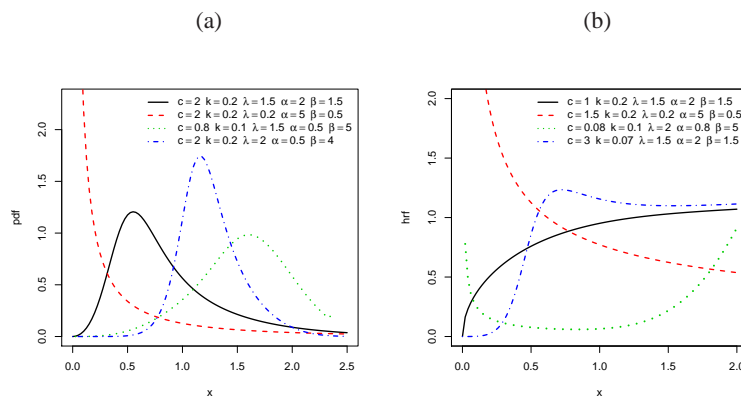 (a)
(b)
c = 2 k = 0.2 λ = 1.5 α = 2 β = 1.5
c = 2 k = 0.2 λ = 0.2 α = 5 β = 0.5
c = 0.8 k = 0.1 λ = 1.5 α = 0.5 β = 5
c = 2 k = 0.2 λ = 2 α = 0.5 β = 4
pdf
2.0
1.5
1.0
0.5
0.0
0.0 0.5 1.0 1.5 2.0 2.5
x
c = 1 k = 0.2 λ = 1.5 α = 2 β = 1.5
c = 1.5 k = 0.2 λ = 0.2 α = 5 β = 0.5
c = 0.08 k = 0.1 λ = 2 α = 0.8 β = 5
c = 3 k = 0.07 λ = 1.5 α = 2 β = 1.5
hrf
2.0
1.5
1.0
0.5
0.0
0.0 0.5 1.0 1.5 2.0
x